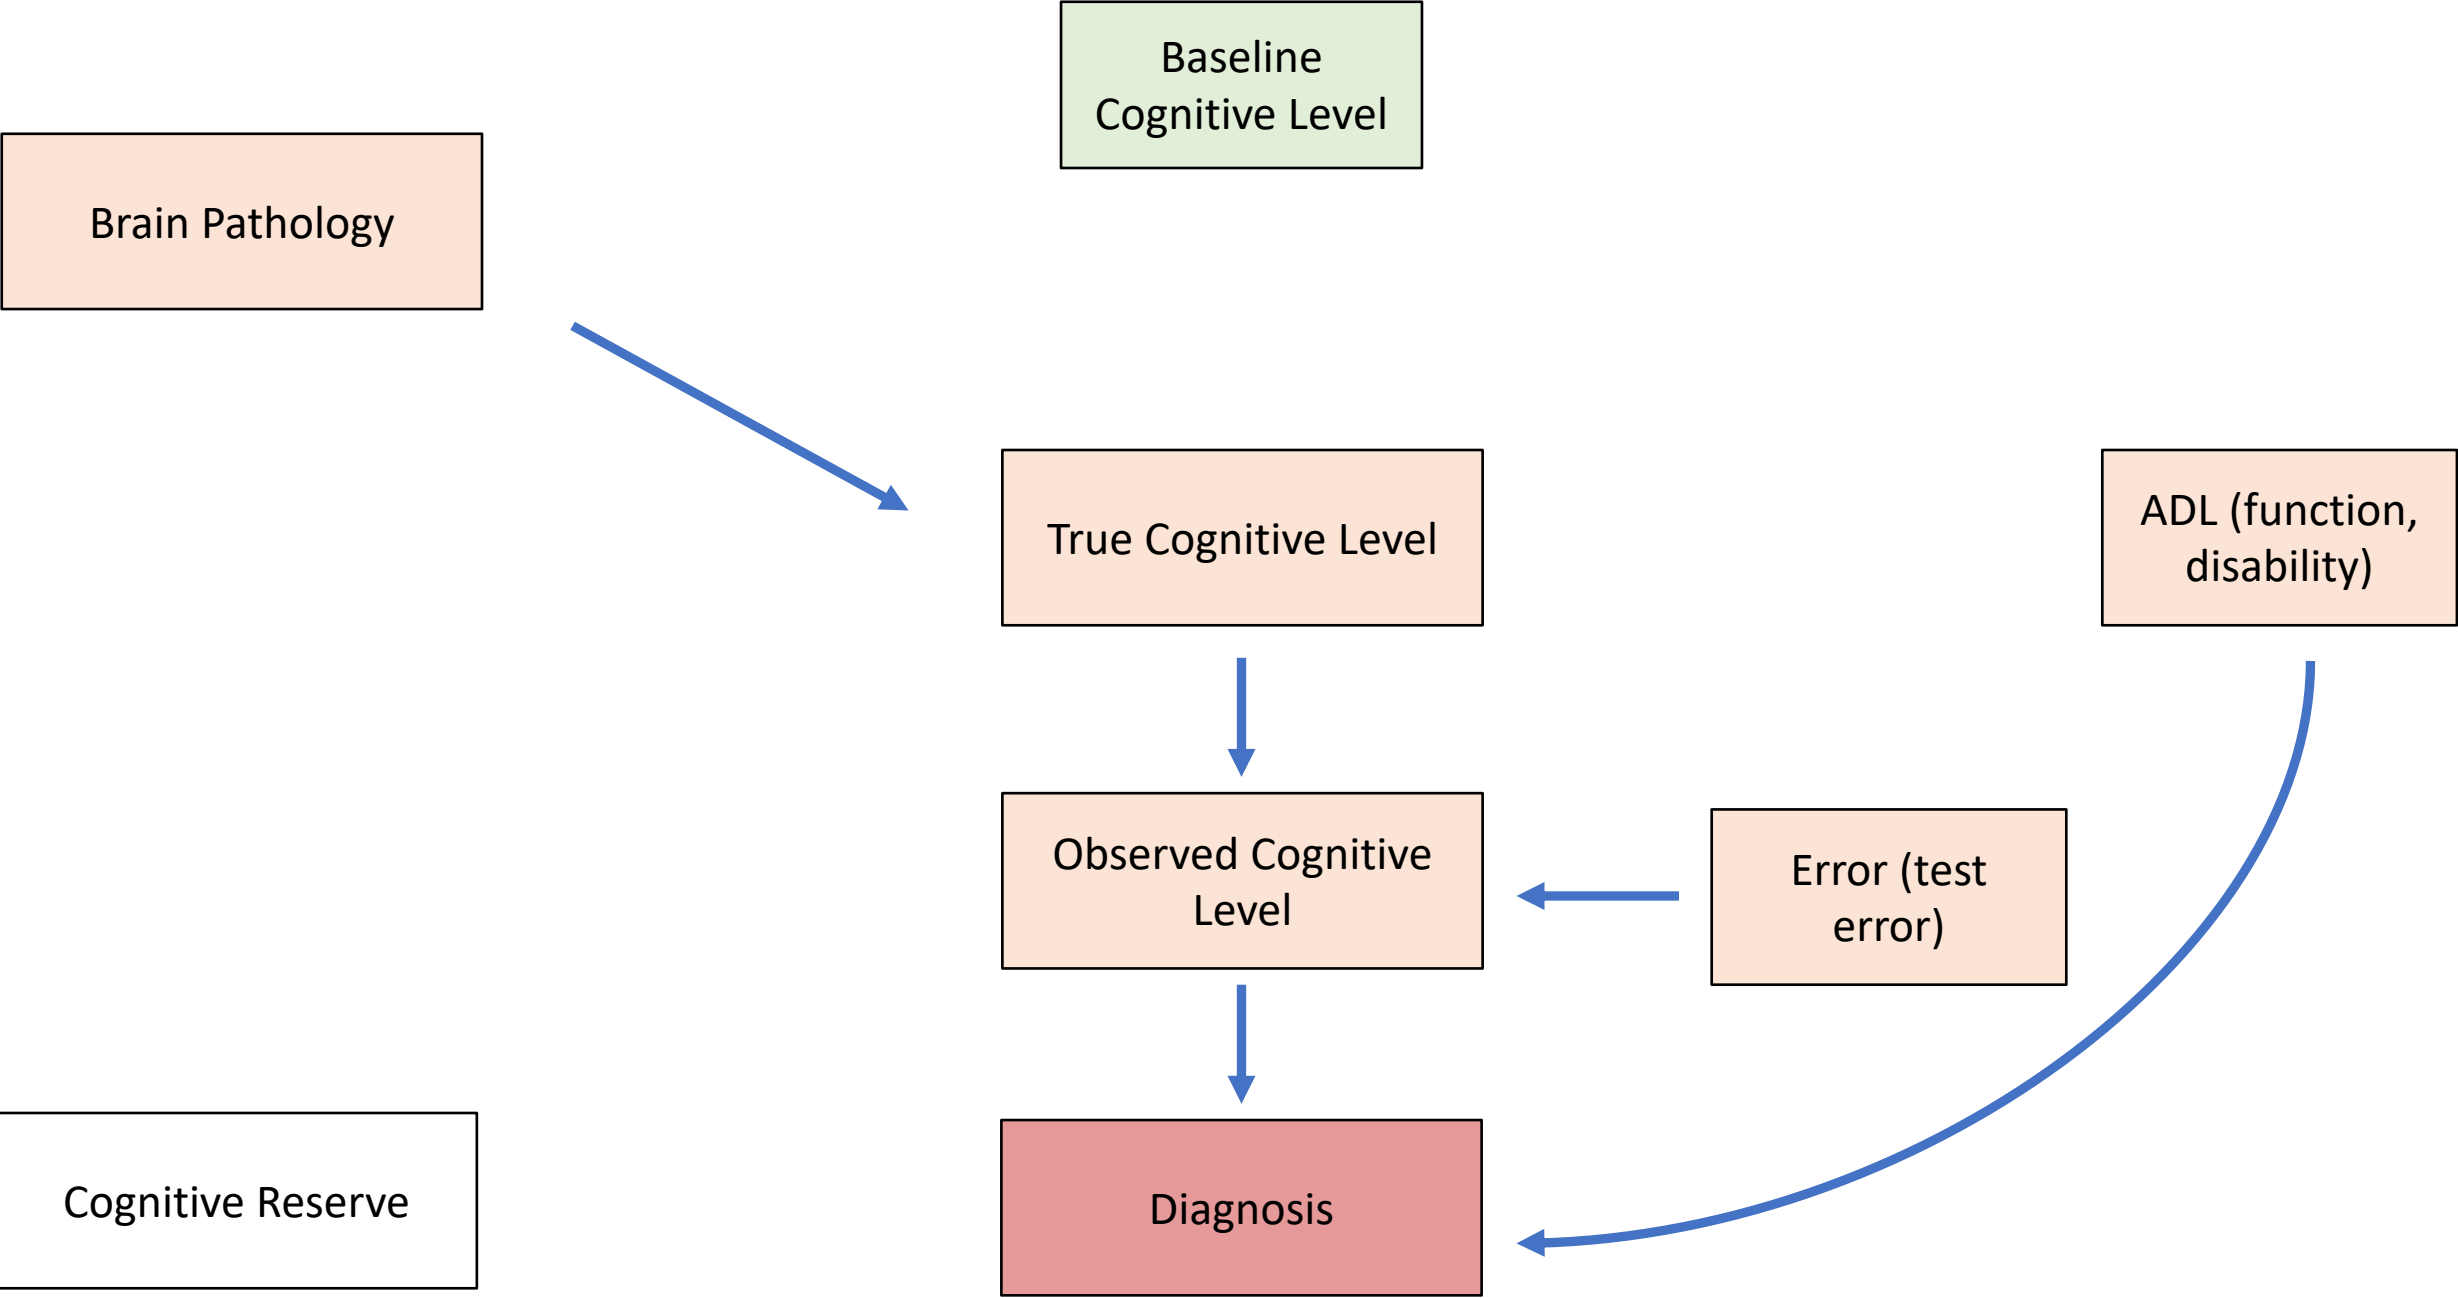 Baseline
Cognitive Level
Brain Pathology
True Cognitive Level
ADL (function,
disability)
Observed Cognitive
Level
Error (test
error)
Cognitive Reserve
Diagnosis